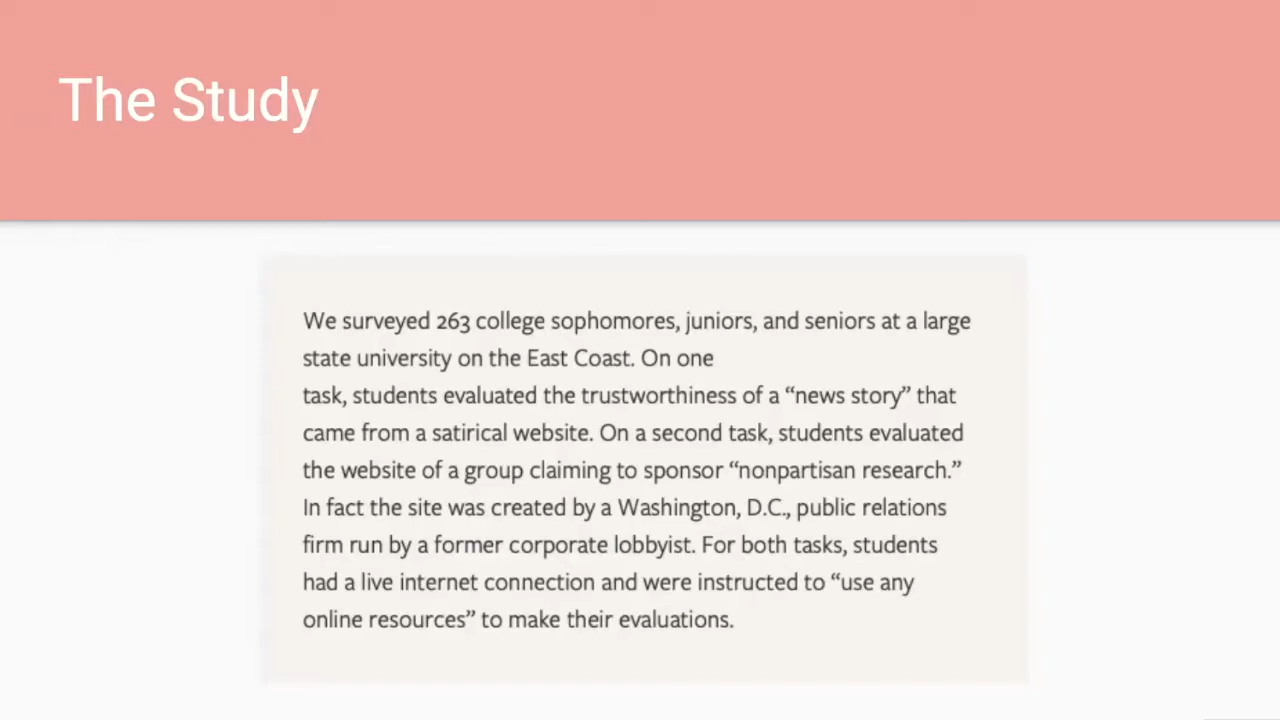 The Study
We surveyed 263 college sophomores, juniors, and seniors at a large
state university on the East Coast. On one
task, students evaluated the trustworthiness of a “news story” that
came from a satirical website. On a second task, students evaluated
the website of a group claiming to sponsor “nonpartisan research.”
In fact the site was created by a Washington, D.C., public relations
firm run by a former corporate lobbyist. For both tasks, students
had a live internet connection and were instructed to “use any
online resources” to make their evaluations.